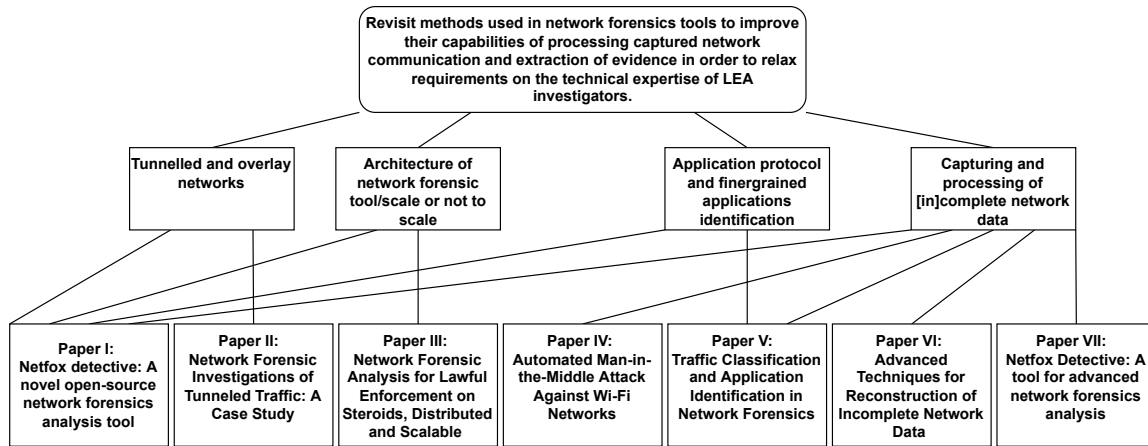 Revisit methods used in network forensics tools to improve
their capabilities of processing captured network
communication and extraction of evidence in order to relax
requirements on the technical expertise of LEA
investigators.
Tunnelled and overlay
networks
Architecture of
network forensic
tool/scale or not to
scale
Application protocol
and finergrained
applications
identification
Capturing and
processing of
[in]complete network
data
Paper I:
Netfox detective: A
novel open-source
network forensics
analysis tool
Paper II:
Network Forensic
Investigations of
Tunneled Traffic: A
Case Study
Paper III:
Network Forensic
Analysis for Lawful
Enforcement on
Steroids, Distributed
and Scalable
Paper IV:
Automated Man-in-
the-Middle Attack
Against Wi-Fi
Networks
Paper V:
Traffic Classification
and Application
Identification in
Network Forensics
Paper VI:
Advanced
Techniques for
Reconstruction of
Incomplete Network
Data
Paper VII:
Netfox Detective: A
tool for advanced
network forensics
analysis